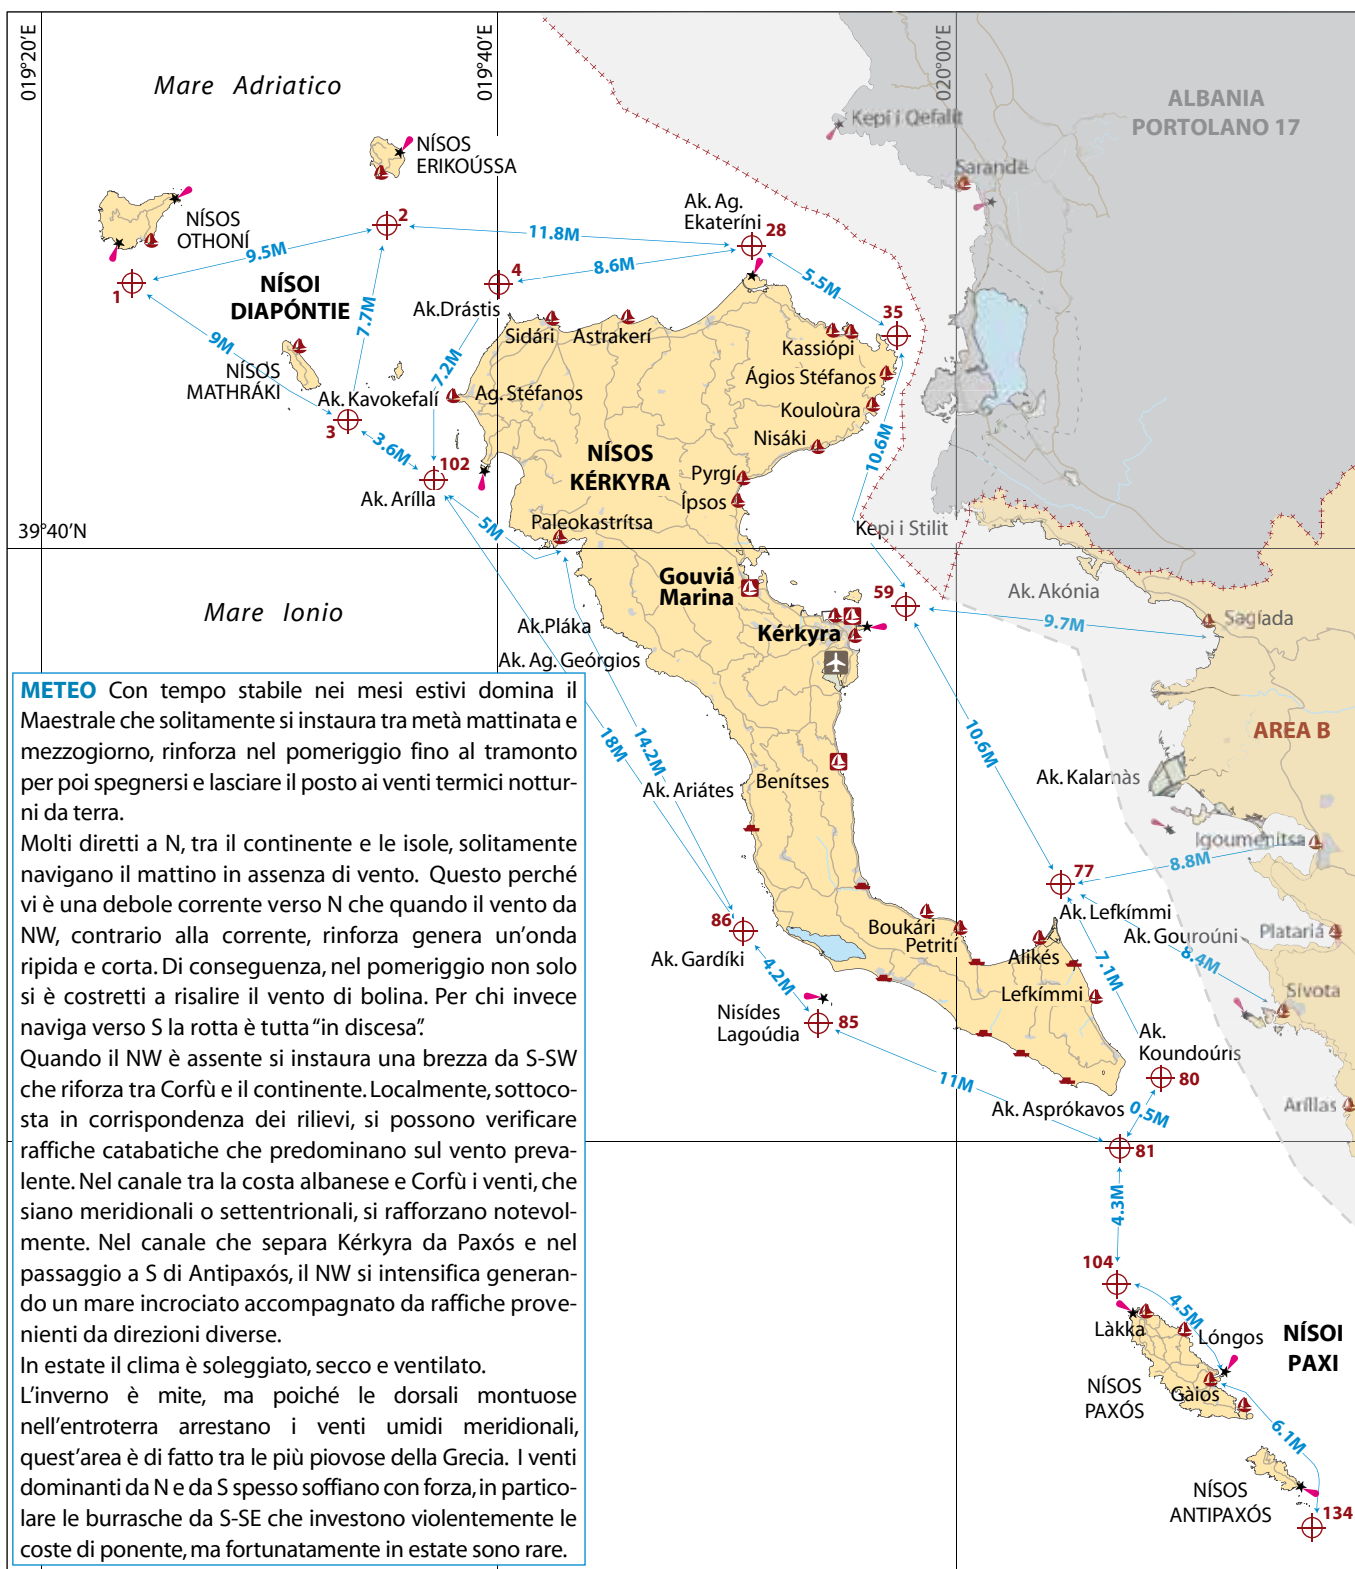 019°20'E
019°40'E
020°00'E
Mare Adriatico
ALBANIA
PORTOLANO 17
Kepi i Qefalit
Sarandë
NÍSOS
ERIKOÚSSA
NÍSOS
OTHONÍ
NÍSOI
DIAPÓNTIE
NÍSOS
MATHRÁKI
Ak. Ag.
Ekateríni
1
2
3
4
28
35
102
9.5M
11.8M
8.6M
5.5M
9M
7.7M
7.2M
3.6M
10.6M
5M
Ak.Drástis
Sidári
Astrakerí
Kassiópi
Ágios Stéfanos
Kouloùra
Nisáki
Ak. Kavokefalí
Ag. Stéfanos
NÍSOS
KÉRKYRA
Pyrgí
Ípsos
Ak. Arílla
Paleokastrítsa
Kepi i Stilit
39°40'N
Mare Ionio
Gouviá
Marina
Kérkyra
59
Ak. Akónia
9.7M
Sagíada
Ak.Pláka
Ak. Ag. Geórgios
14.2M
18M
10.6M
AREA B
Ak. Kalamàs
Benítses
Ak. Ariátes
Igoumenítsa
8.8M
77
Ak. Lefkímmi
Ak. Gouroúni
Platariá
8.4M
Sívota
86
Ak. Gardíki
4.2M
Boukári
Petrití
Alikés
Lefkímmi
7.1M
Nisídes
Lagoúdia
85
11M
Ak.
Koundoúris
80
Ak. Asprókavos
0.5M
Aríllas
81
4.3M
104
4.5M
Làkka
Lóngos
NÍSOI
PAXI
NÍSOS
PAXÓS
Gàios
6.1M
NÍSOS
ANTIPAXÓS
134
METEO Con tempo stabile nei mesi estivi domina il
Maestrale che solitamente si instaura tra metà mattinata e
mezzogiorno, rinforza nel pomeriggio fino al tramonto
per poi spegnersi e lasciare il posto ai venti termici nottur-
ni da terra.
Molti diretti a N, tra il continente e le isole, solitamente
navigano il mattino in assenza di vento. Questo perché
vi è una debole corrente verso N che quando il vento da
NW, contrario alla corrente, rinforza genera un'onda
ripida e corta. Di conseguenza, nel pomeriggio non solo
si è costretti a risalire il vento di bolina. Per chi invece
naviga verso S la rotta è tutta "in discesa".
Quando il NW è assente si instaura una brezza da S-SW
che riforza tra Corfù e il continente. Localmente, sottoco-
sta in corrispondenza dei rilievi, si possono verificare
raffiche catabatiche che predominano sul vento preva-
lente. Nel canale tra la costa albanese e Corfù i venti, che
siano meridionali o settentrionali, si rafforzano notevol-
mente. Nel canale che separa Kérkyra da Paxós e nel
passaggio a S di Antipaxós, il NW si intensifica generan-
do un mare incrociato accompagnato da raffiche prove-
nienti da direzioni diverse.
In estate il clima è soleggiato, secco e ventilato.
L'inverno è mite, ma poiché le dorsali montuose
nell'entroterra arrestano i venti umidi meridionali,
quest'area è di fatto tra le più piovose della Grecia. I venti
dominanti da N e da S spesso soffiano con forza, in partico-
lare le burrasche da S-SE che investono violentemente le
coste di ponente, ma fortunatamente in estate sono rare.